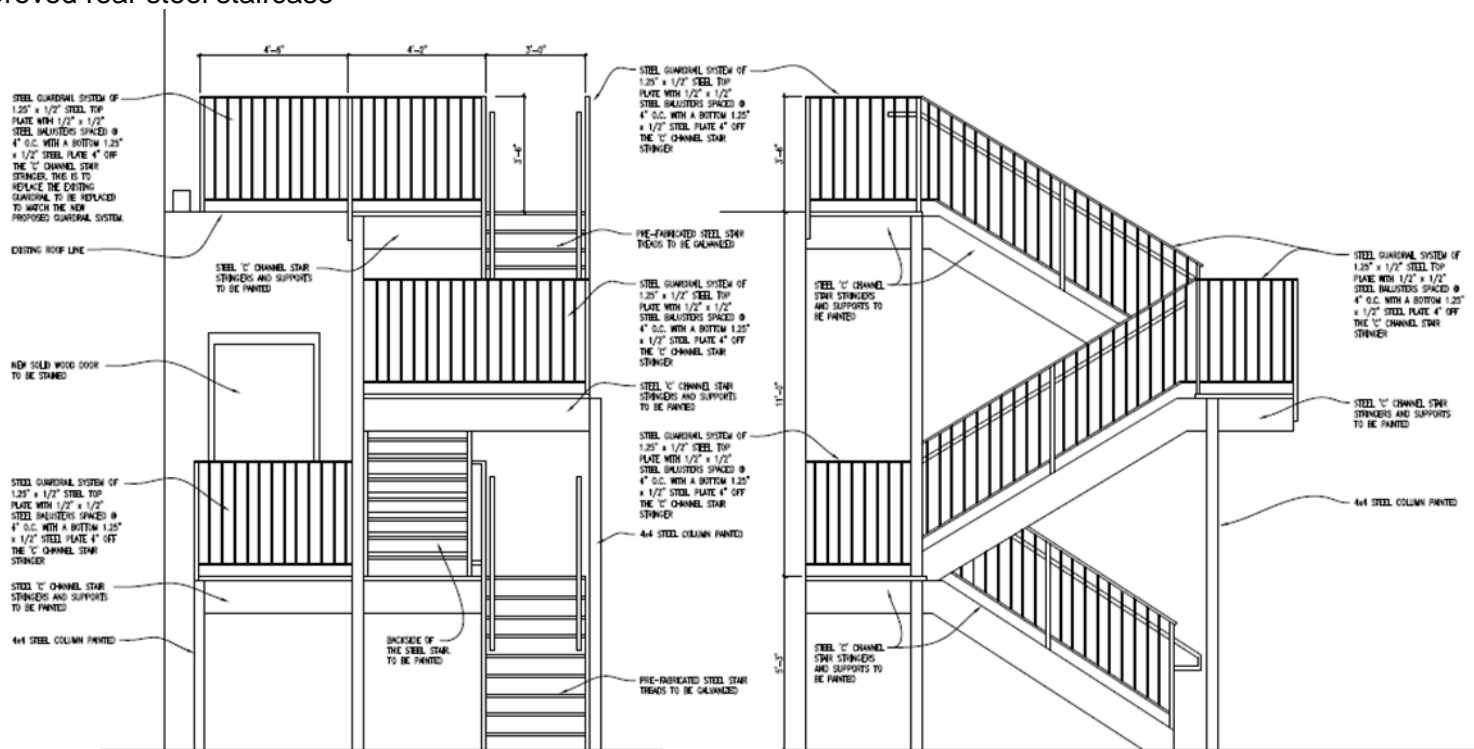 roved rear steel staircase
4'-6"
4'-2"
3'-0"
STEEL GUARDRAIL SYSTEM OF
1.25" x 1/2" STEEL TOP
PLATE WITH 1/2" x 1/2"
STEEL BALUSTERS SPACED @
4" O.C. WITH A BOTTOM 1.25"
x 1/2" STEEL PLATE 4" OFF
THE 'C' CHANNEL STAIR
STRINGER. THIS IS TO
REPLACE THE EXISTING
GUARDRAIL TO BE REPLACED
TO MATCH THE NEW
PROPOSED GUARDRAIL SYSTEM.
EXISTING ROOF LINE
STEEL 'C' CHANNEL STAIR
STRINGERS AND SUPPORTS
TO BE PAINTED
NEW SOLID WOOD DOOR
TO BE STAINED
STEEL GUARDRAIL SYSTEM OF
1.25" x 1/2" STEEL TOP
PLATE WITH 1/2" x 1/2"
STEEL BALUSTERS SPACED @
4" O.C. WITH A BOTTOM 1.25"
x 1/2" STEEL PLATE 4" OFF
THE 'C' CHANNEL STAIR
STRINGER
STEEL 'C' CHANNEL STAIR
STRINGERS AND SUPPORTS
TO BE PAINTED
4x4 STEEL COLUMN PAINTED
BACKSIDE OF
THE STEEL STAIR
TO BE PAINTED
3'-6"
STEEL GUARDRAIL SYSTEM OF
1.25" x 1/2" STEEL TOP
PLATE WITH 1/2" x 1/2"
STEEL BALUSTERS SPACED @
4" O.C. WITH A BOTTOM 1.25"
x 1/2" STEEL PLATE 4" OFF
THE 'C' CHANNEL STAIR
STRINGER
PRE-FABRICATED STEEL STAIR
TREADS TO BE GALVANIZED
STEEL GUARDRAIL SYSTEM OF
1.25" x 1/2" STEEL TOP
PLATE WITH 1/2" x 1/2"
STEEL BALUSTERS SPACED @
4" O.C. WITH A BOTTOM 1.25"
x 1/2" STEEL PLATE 4" OFF
THE 'C' CHANNEL STAIR
STRINGER
STEEL 'C' CHANNEL STAIR
STRINGERS AND SUPPORTS
TO BE PAINTED
STEEL GUARDRAIL SYSTEM OF
1.25" x 1/2" STEEL TOP
PLATE WITH 1/2" x 1/2"
STEEL BALUSTERS SPACED @
4" O.C. WITH A BOTTOM 1.25"
x 1/2" STEEL PLATE 4" OFF
THE 'C' CHANNEL STAIR
STRINGER
4x4 STEEL COLUMN PAINTED
PRE-FABRICATED STEEL STAIR
TREADS TO BE GALVANIZED
3'-6"
11'-0"
5'-3"
STEEL 'C' CHANNEL
STAIR STRINGERS
AND SUPPORTS TO
BE PAINTED
STEEL 'C' CHANNEL
STAIR STRINGERS
AND SUPPORTS TO
BE PAINTED
STEEL GUARDRAIL SYSTEM OF
1.25" x 1/2" STEEL TOP
PLATE WITH 1/2" x 1/2"
STEEL BALUSTERS SPACED @
4" O.C. WITH A BOTTOM 1.25"
x 1/2" STEEL PLATE 4" OFF
THE 'C' CHANNEL STAIR
STRINGER
STEEL 'C' CHANNEL STAIR
STRINGERS AND SUPPORTS
TO BE PAINTED
4x4 STEEL COLUMN PAINTED